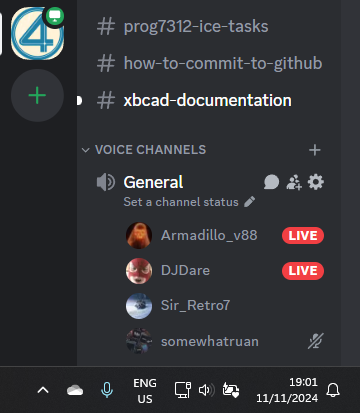 4
# prog7312-ice-tasks
# how-to-commit-to-github
# xbcad-documentation
VOICE CHANNELS
General
Set a channel status
Armadillo_v88 LIVE
DJDare LIVE
Sir_Retro7
somewhatruan
ENG
US
19:01
11/11/2024